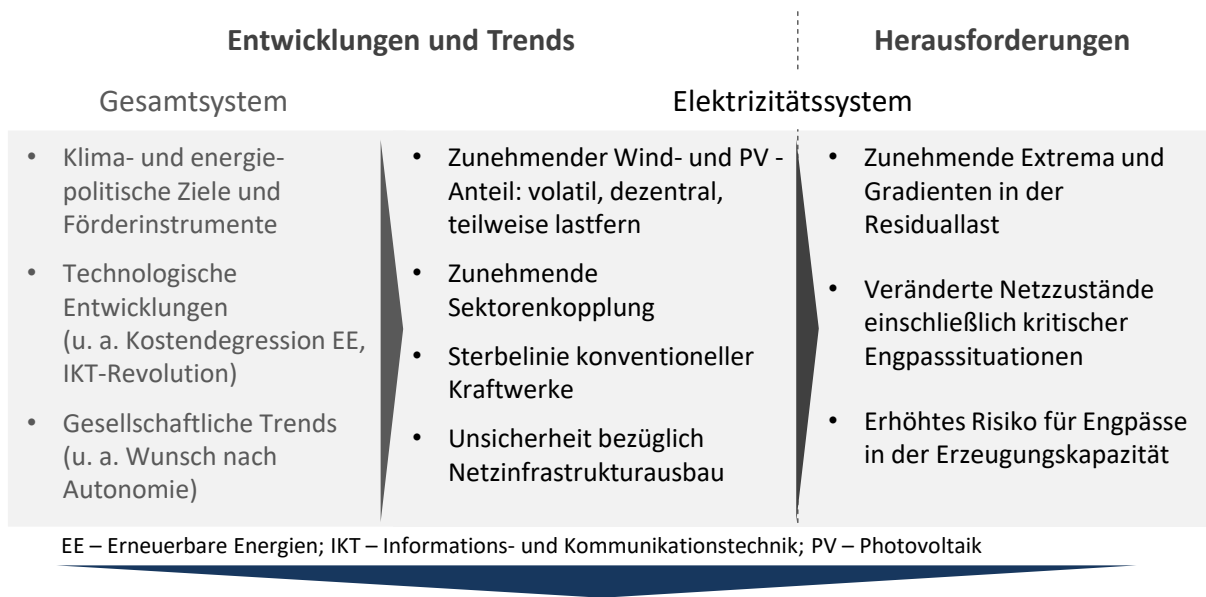 Entwicklungen und Trends
Herausforderungen
Gesamtsystem
Elektrizitätssystem
• Klima- und energie-
politische Ziele und
Förderinstrumente
• Technologische
Entwicklungen
(u. a. Kostendegression EE,
IKT-Revolution)
• Gesellschaftliche Trends
(u. a. Wunsch nach
Autonomie)
• Zunehmender Wind- und PV -
Anteil: volatil, dezentral,
teilweise lastfern
• Zunehmende
Sektorenkopplung
• Sterbelinie konventioneller
Kraftwerke
• Unsicherheit bezüglich
Netzinfrastrukturausbau
• Zunehmende Extrema und
Gradienten in der
Residuallast
• Veränderte Netzzustände
einschließlich kritischer
Engpasssituationen
• Erhöhtes Risiko für Engpässe
in der Erzeugungskapazität
EE – Erneuerbare Energien; IKT – Informations- und Kommunikationstechnik; PV – Photovoltaik